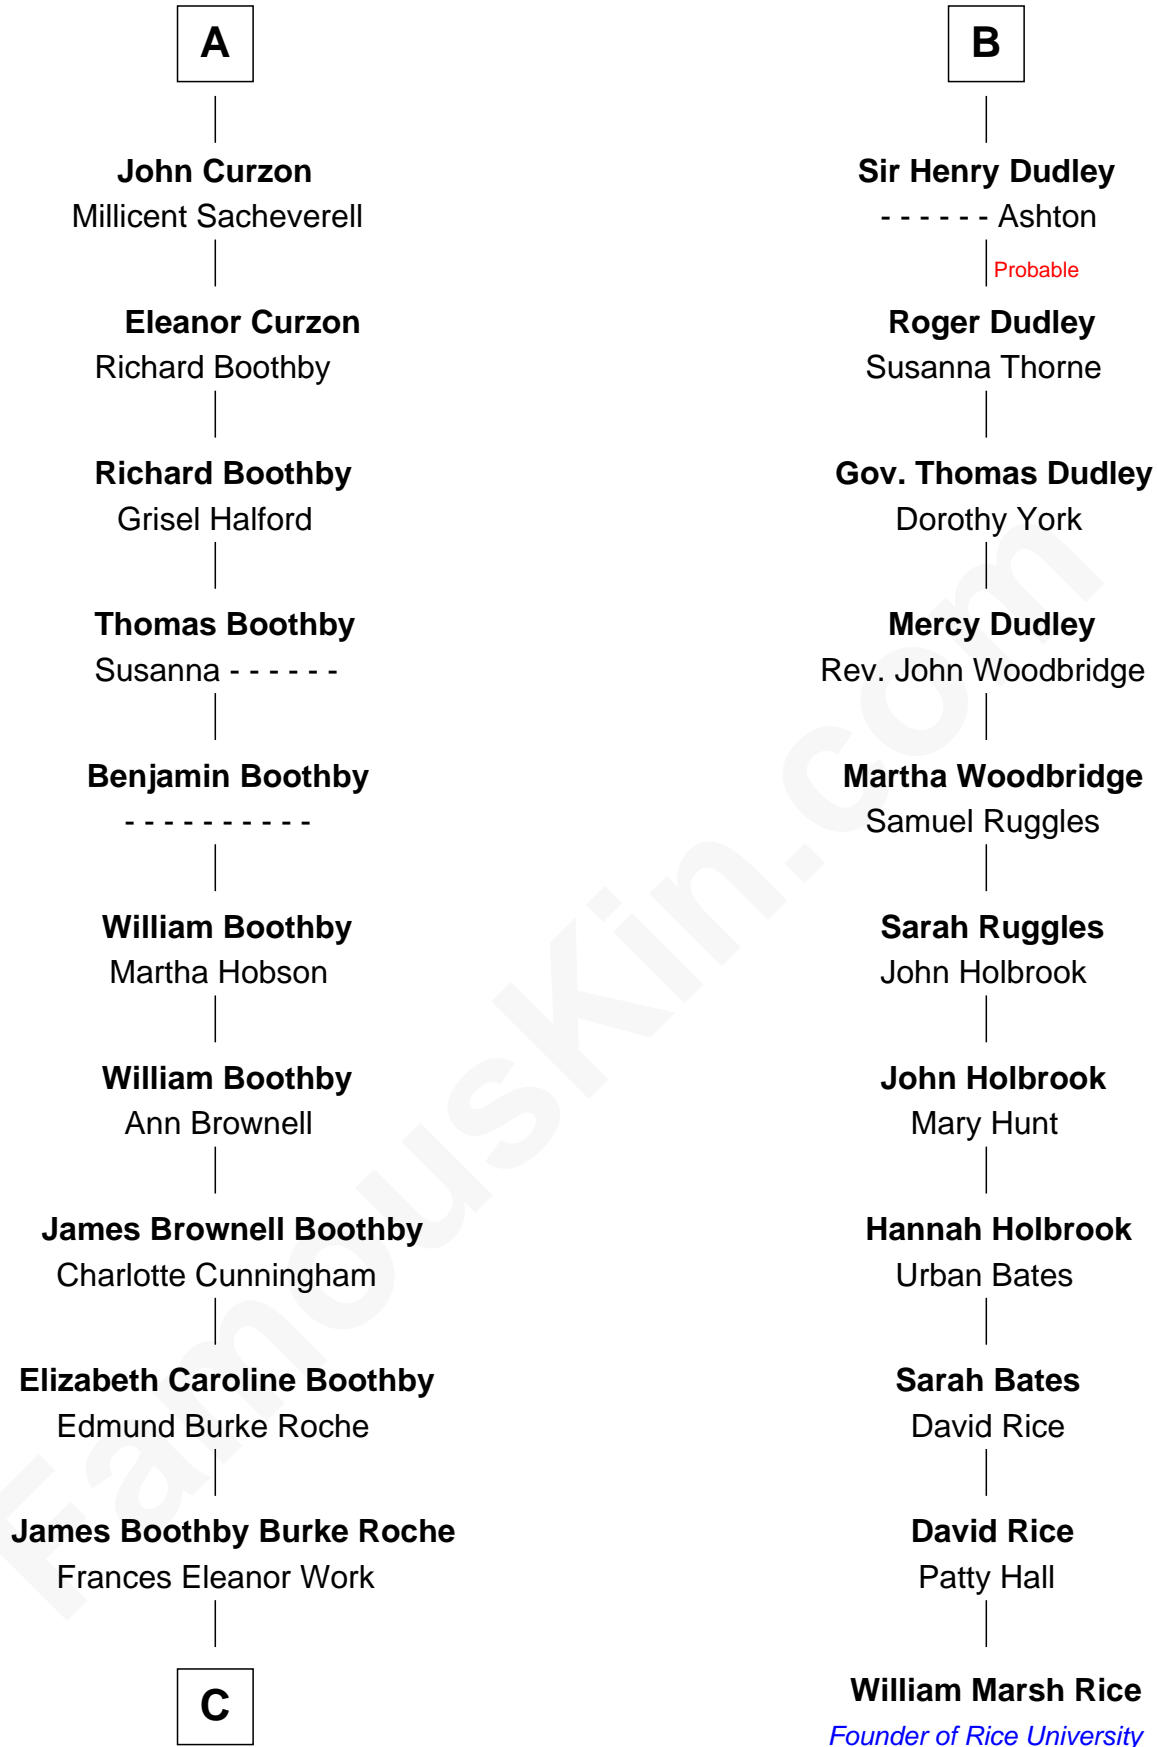 A
John Curzon
Millicent Sacheverell
Eleanor Curzon
Richard Boothby
Richard Boothby
Grisel Halford
Thomas Boothby
Susanna - - - - - -
Benjamin Boothby
- - - - - - - - - -
William Boothby
Martha Hobson
William Boothby
Ann Brownell
James Brownell Boothby
Charlotte Cunningham
Elizabeth Caroline Boothby
Edmund Burke Roche
James Boothby Burke Roche
Frances Eleanor Work
C
B
Sir Henry Dudley
- - - - - - Ashton
Probable
Roger Dudley
Susanna Thorne
Gov. Thomas Dudley
Dorothy York
Mercy Dudley
Rev. John Woodbridge
Martha Woodbridge
Samuel Ruggles
Sarah Ruggles
John Holbrook
John Holbrook
Mary Hunt
Hannah Holbrook
Urban Bates
Sarah Bates
David Rice
David Rice
Patty Hall
William Marsh Rice
Founder of Rice University
FamousKin.com